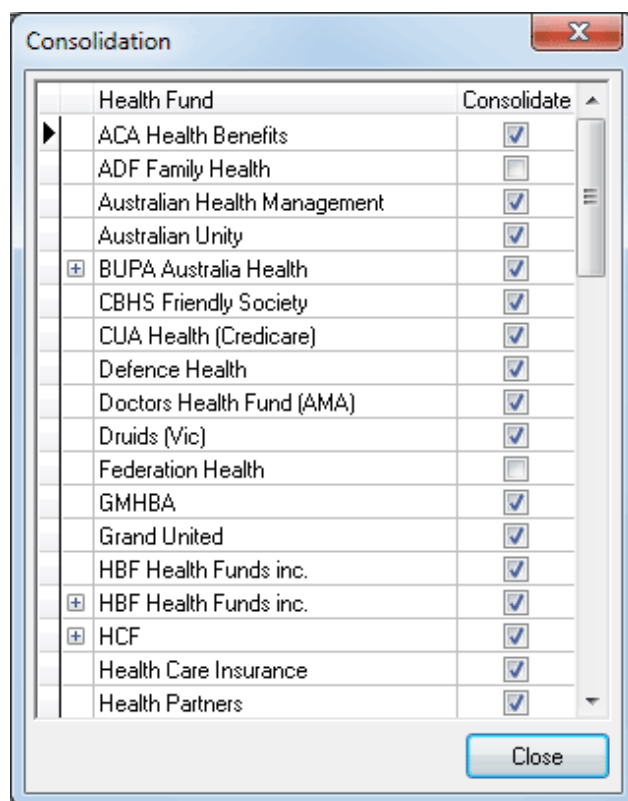 Consolidation
Health Fund Consolidate
ACA Health Benefits
ADF Family Health
Australian Health Management
Australian Unity
BUPA Australia Health
CBHS Friendly Society
CUA Health (Credicare)
Defence Health
Doctors Health Fund (AMA)
Druids (Vic)
Federation Health
GMHBA
Grand United
HBF Health Funds inc.
HBF Health Funds inc.
HCF
Health Care Insurance
Health Partners
Close